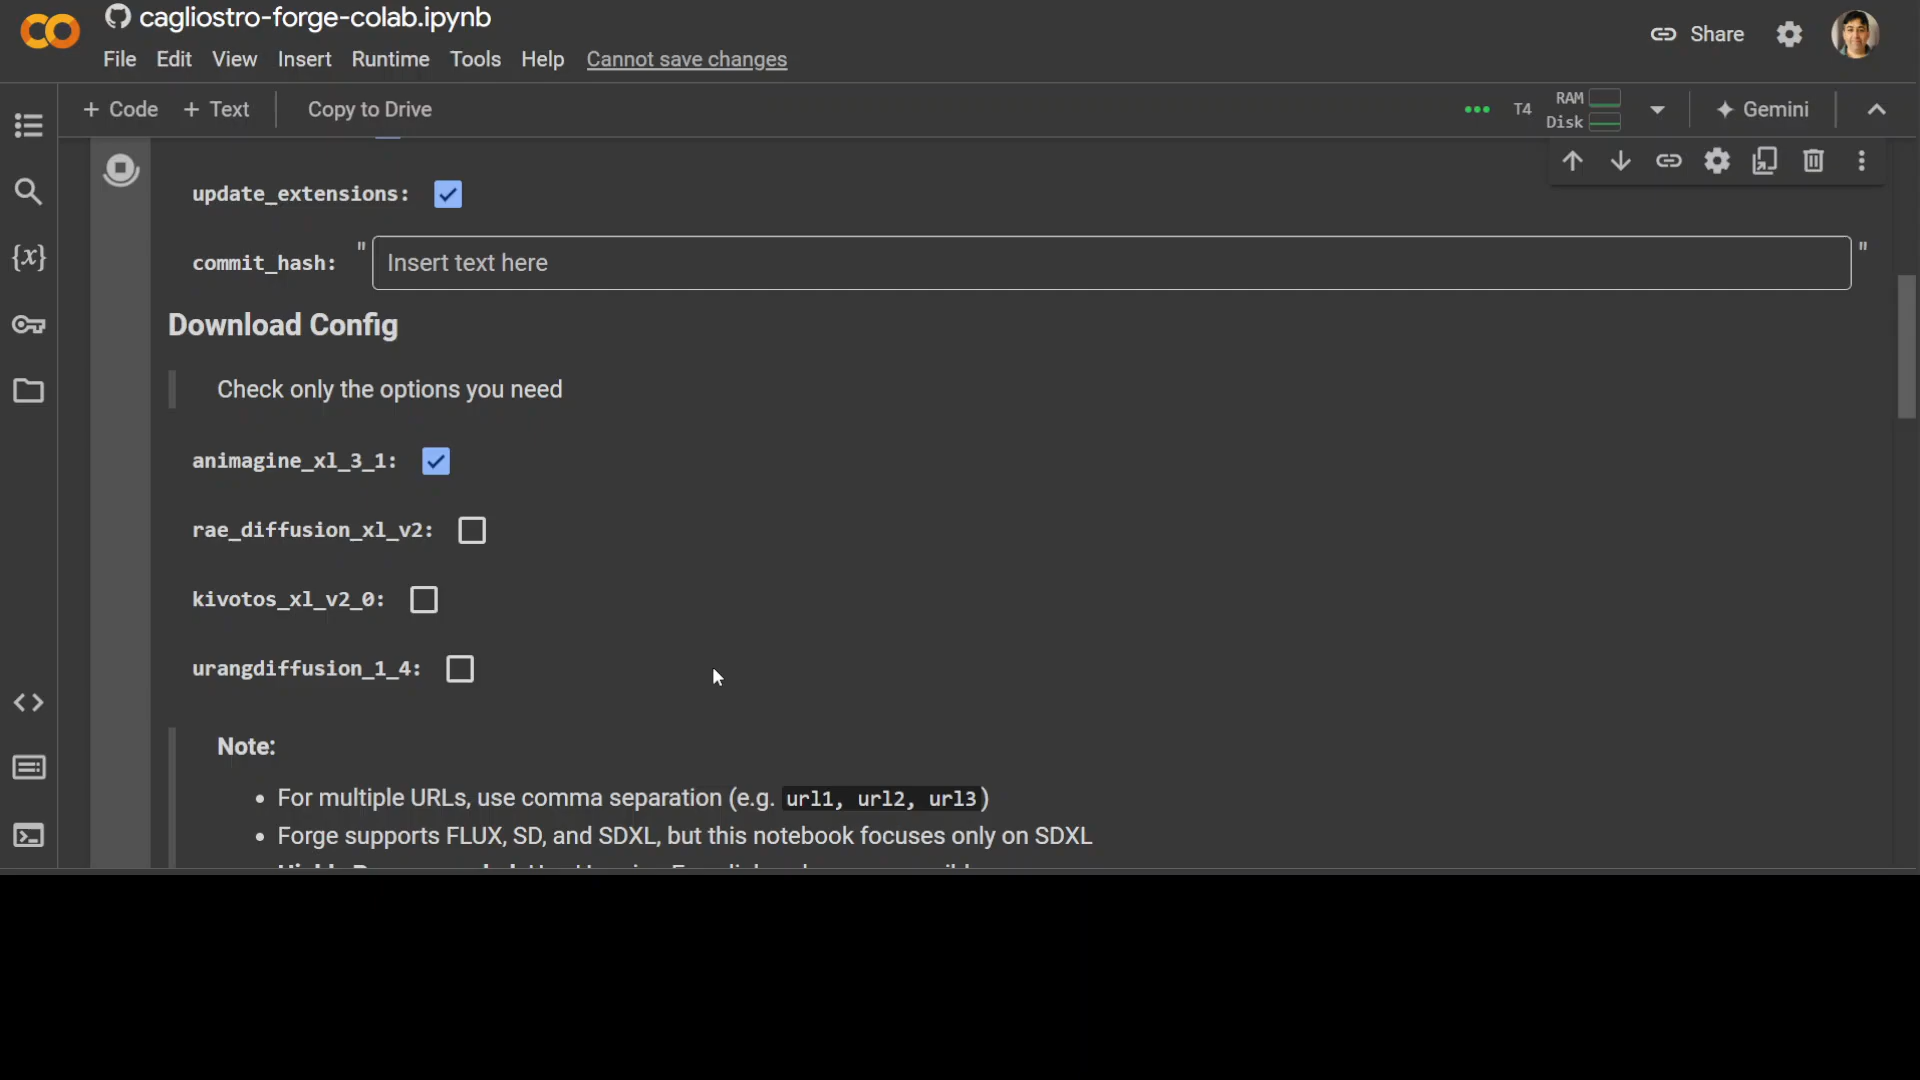 cagliostro-forge-colab.ipynb
File Edit View Insert Runtime Tools Help Cannot save changes
Share
+ Code + Text Copy to Drive
T4 RAM Disk Gemini
update_extensions:
commit_hash: " Insert text here "
Download Config
Check only the options you need
animagine_xl_3_1:
rae_diffusion_xl_v2:
kivotos_xl_v2_0:
urangdiffusion_1_4:
Note:
• For multiple URLs, use comma separation (e.g. url1, url2, url3)
• Forge supports FLUX, SD, and SDXL, but this notebook focuses only on SDXL